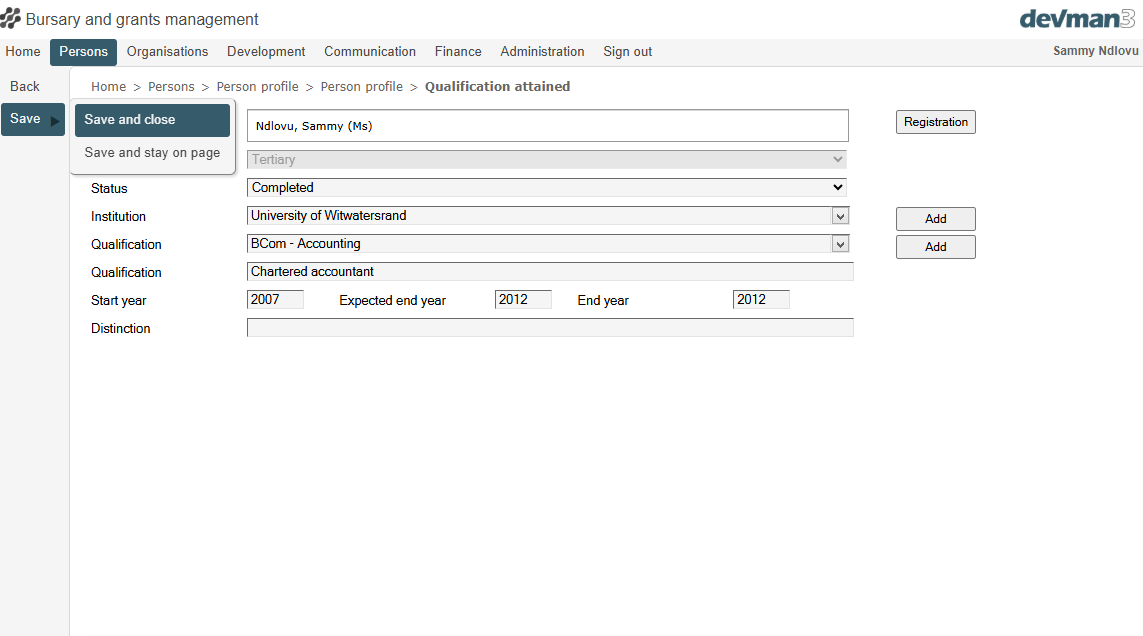 Bursary and grants management
devman3
Home Persons Organisations Development Communication Finance Administration Sign out Sammy Ndlovu
Back
Home > Persons > Person profile > Person profile > Qualification attained
Save
Save and close
Save and stay on page
Ndlovu, Sammy (Ms)
Registration
Tertiary
Status Completed
Institution University of Witwatersrand Add
Qualification BCom - Accounting Add
Qualification Chartered accountant
Start year 2007 Expected end year 2012 End year 2012
Distinction